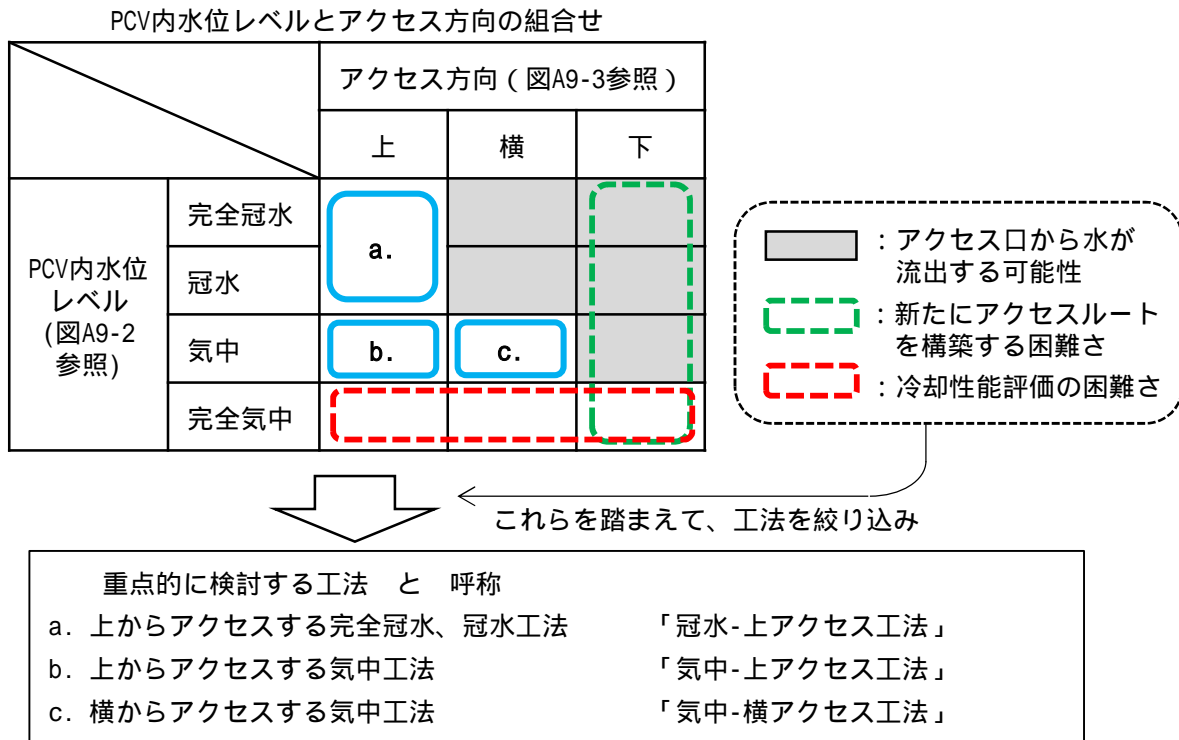 PCV内水位レベルとアクセス方向の組合せ
アクセス方向(図A9-3参照)
上 横 下
完全冠水
冠水
気中
完全気中
PCV内水位
レベル
(図A9-2
参照)
a.
b. c.
:アクセス口から水が
流出する可能性
:新たにアクセスルート
を構築する困難さ
:冷却性能評価の困難さ
これらを踏まえて、工法を絞り込み
重点的に検討する工法 と 呼称
a. 上からアクセスする完全冠水、冠水工法 「冠水-上アクセス工法」
b. 上からアクセスする気中工法 「気中-上アクセス工法」
c. 横からアクセスする気中工法 「気中-横アクセス工法」